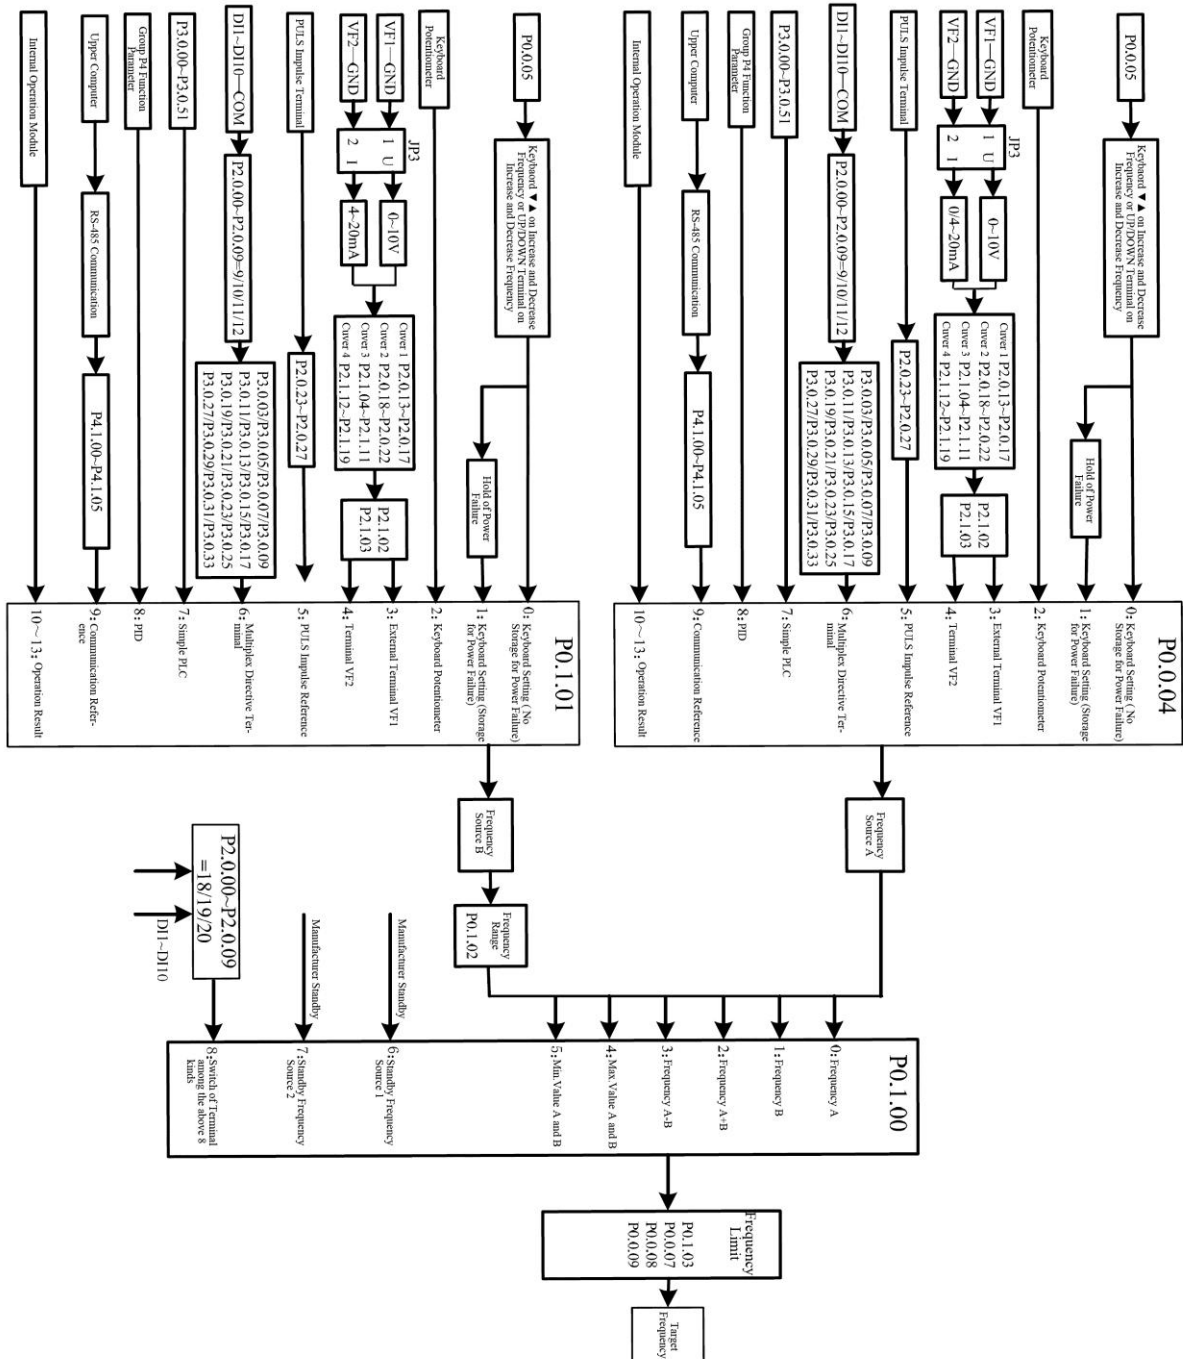 P0.0.05
Keybaord ▼▲ on Increase and Decrease
Frequency or UP/DOWN Terminal on
Increase and Decrease Frequency
Hold of Power
Failure
Keyboard
Potentiometer
VF1—GND
VF2—GND
JP3
1 U
2 I
0~10V
0/4~20mA
Cuver 1 P2.0.13~P2.0.17
Cuver 2 P2.0.18~P2.0.22
Cuver 3 P2.1.04~P2.1.11
Cuver 4 P2.1.12~P2.1.19
P2.1.02
P2.1.03
PULS Impulse Terminal
P2.0.23~P2.0.27
DI1~DI10—COM
P2.0.00~P2.0.09=9/10/11/12
P3.0.03/P3.0.05/P3.0.07/P3.0.09
P3.0.11/P3.0.13/P3.0.15/P3.0.17
P3.0.19/P3.0.21/P3.0.23/P3.0.25
P3.0.27/P3.0.29/P3.0.31/P3.0.33
P3.0.00~P3.0.51
Group P4 Function
Parameter
Upper Computer
RS-485 Communication
P4.1.00~P4.1.05
Internal Operation Module
P0.0.04
0: Keyboard Setting ( No
Storage for Power Failure)
1: Keyboard Setting (Storage
for Power Failure)
2: Keyboard Potentiometer
3: External Terminal VF1
4: Terminal VF2
5: PULS Impulse Reference
6: Multiplex Directive Ter-
minal
7: Simple PLC
8: PID
9: Communication Reference
10~13: Operation Result
Frequency
Source A
P0.0.05
Keybaord ▼▲ on Increase and Decrease
Frequency or UP/DOWN Terminal on
Increase and Decrease Frequency
Hold of Power
Failure
Keyboard
Potentiometer
VF1—GND
VF2—GND
JP3
1 U
2 I
0~10V
4~20mA
Cuver 1 P2.0.13~P2.0.17
Cuver 2 P2.0.18~P2.0.22
Cuver 3 P2.1.04~P2.1.11
Cuver 4 P2.1.12~P2.1.19
P2.1.02
P2.1.03
PULS Impulse Terminal
P2.0.23~P2.0.27
DI1~DI10—COM
P2.0.00~P2.0.09=9/10/11/12
P3.0.03/P3.0.05/P3.0.07/P3.0.09
P3.0.11/P3.0.13/P3.0.15/P3.0.17
P3.0.19/P3.0.21/P3.0.23/P3.0.25
P3.0.27/P3.0.29/P3.0.31/P3.0.33
P3.0.00~P3.0.51
Group P4 Function
Parameter
Upper Computer
RS-485 Communication
P4.1.00~P4.1.05
Internal Operation Module
P0.1.01
0: Keyboard Setting ( No
Storage for Power Failure)
1: Keyboard Setting (Storage
for Power Failure)
2: Keyboard Potentiometer
3: External Terminal VF1
4: Terminal VF2
5: PULS Impulse Reference
6: Multiplex Directive Ter-
minal
7: Simple PLC
8: PID
9: Communication Refer-
ence
10~13: Operation Result
Frequency
Source B
Frequency
Range
P0.1.02
Manufacturer Standby
Manufacturer Standby
P2.0.00~P2.0.09
=18/19/20
DI1~DI10
P0.1.00
0: Frequency A
1: Frequency B
2: Frequency A+B
3: Frequency A-B
4: Max.Value A and B
5: Min.Value A and B
6:Standby Frequency
Source 1
7:Standby Frequency
Source 2
8:Switch of Terminal
among the above 8
kinds
Frequency
Limit
P0.1.03
P0.0.07
P0.0.08
P0.0.09
Target
Frequency